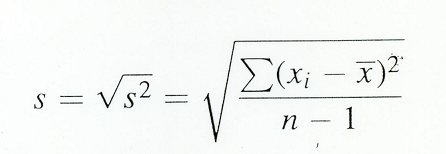 s = √s² = √(∑(xᵢ − x̄)² / (n − 1))